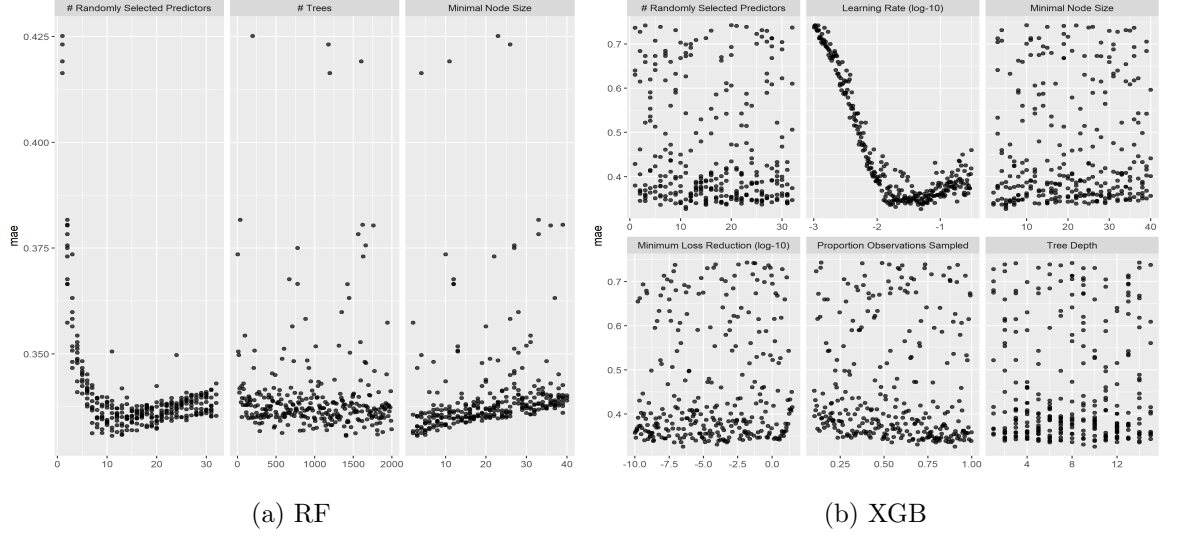 # Randomly Selected Predictors # Trees Minimal Node Size
0.425
0.400
0.375
0.350
mae
0 10 20 30 0 500 1000 1500 2000 10 20 30 40
(a) RF
# Randomly Selected Predictors Learning Rate (log-10) Minimal Node Size
0.7
0.6
0.5
0.4
0 10 20 30 -3 -2 -1 10 20 30 40
mae
Minimum Loss Reduction (log-10) Proportion Observations Sampled Tree Depth
0.7
0.6
0.5
0.4
-10.0 -7.5 -5.0 -2.5 0.0 0.25 0.50 0.75 1.00 4 8 12
(b) XGB